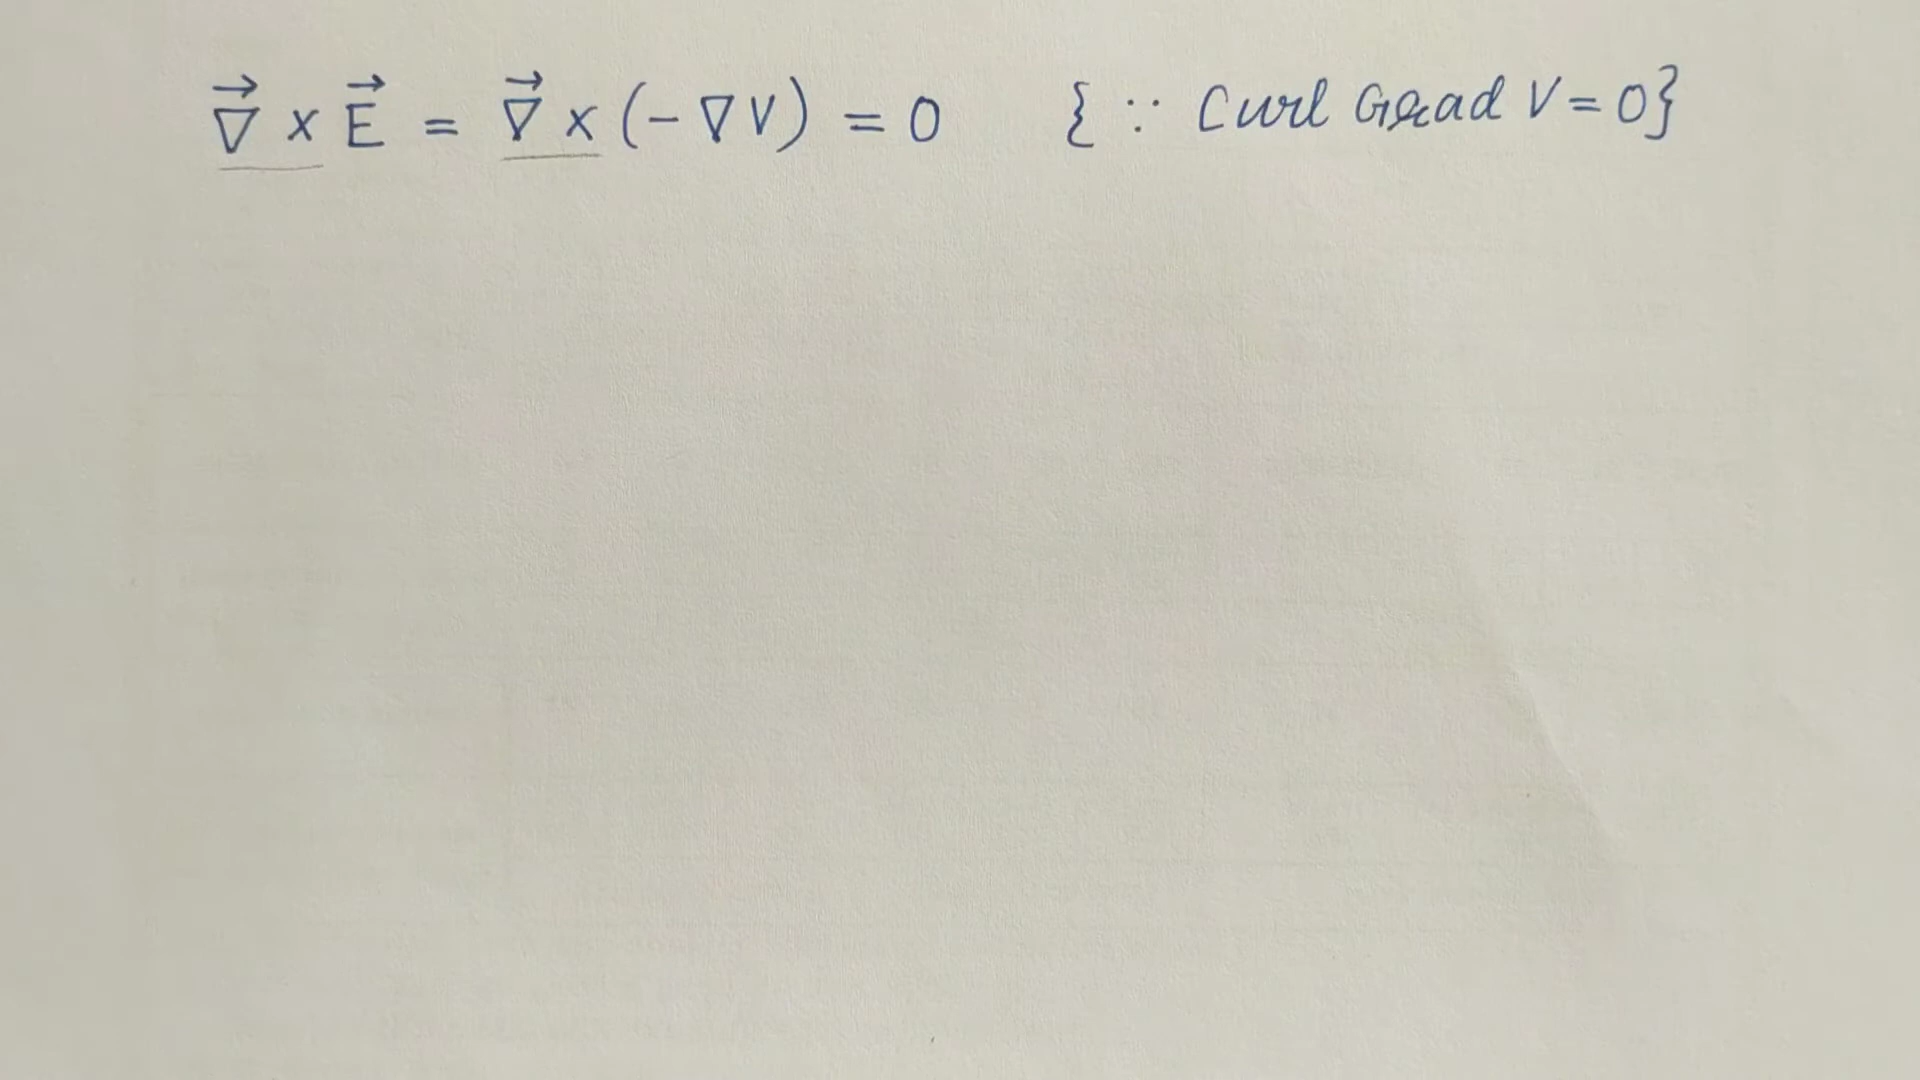 ∇⃗ × E⃗ = ∇⃗ × (- ∇V) = 0 { ∵ Curl Grad V = 0}